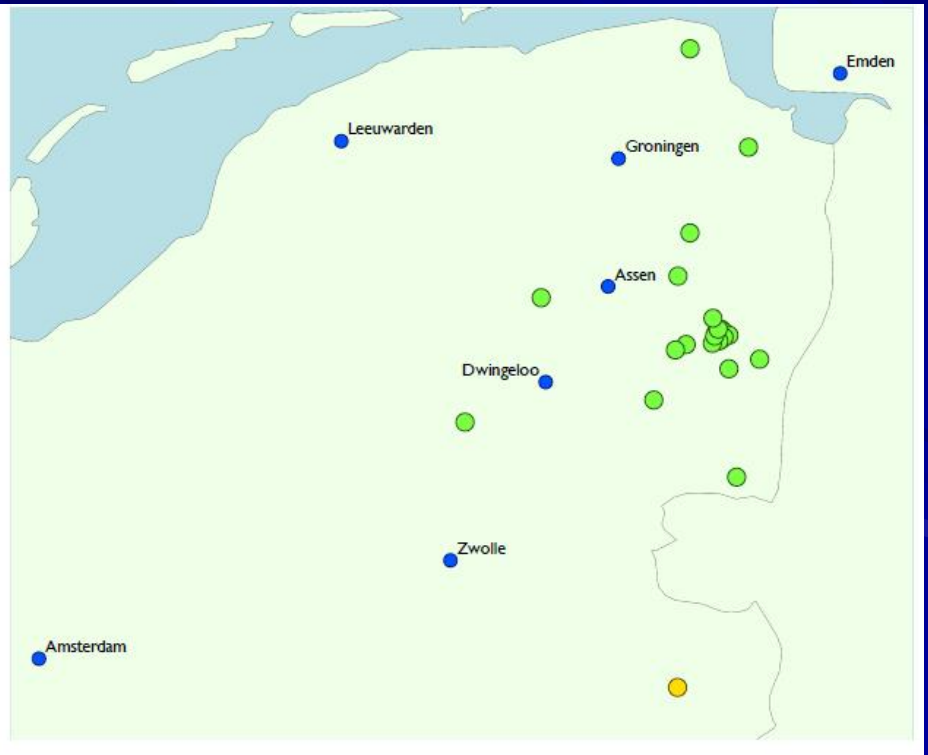 Emden
Leeuwarden
Groningen
Assen
Dwingeloo
Zwolle
Amsterdam